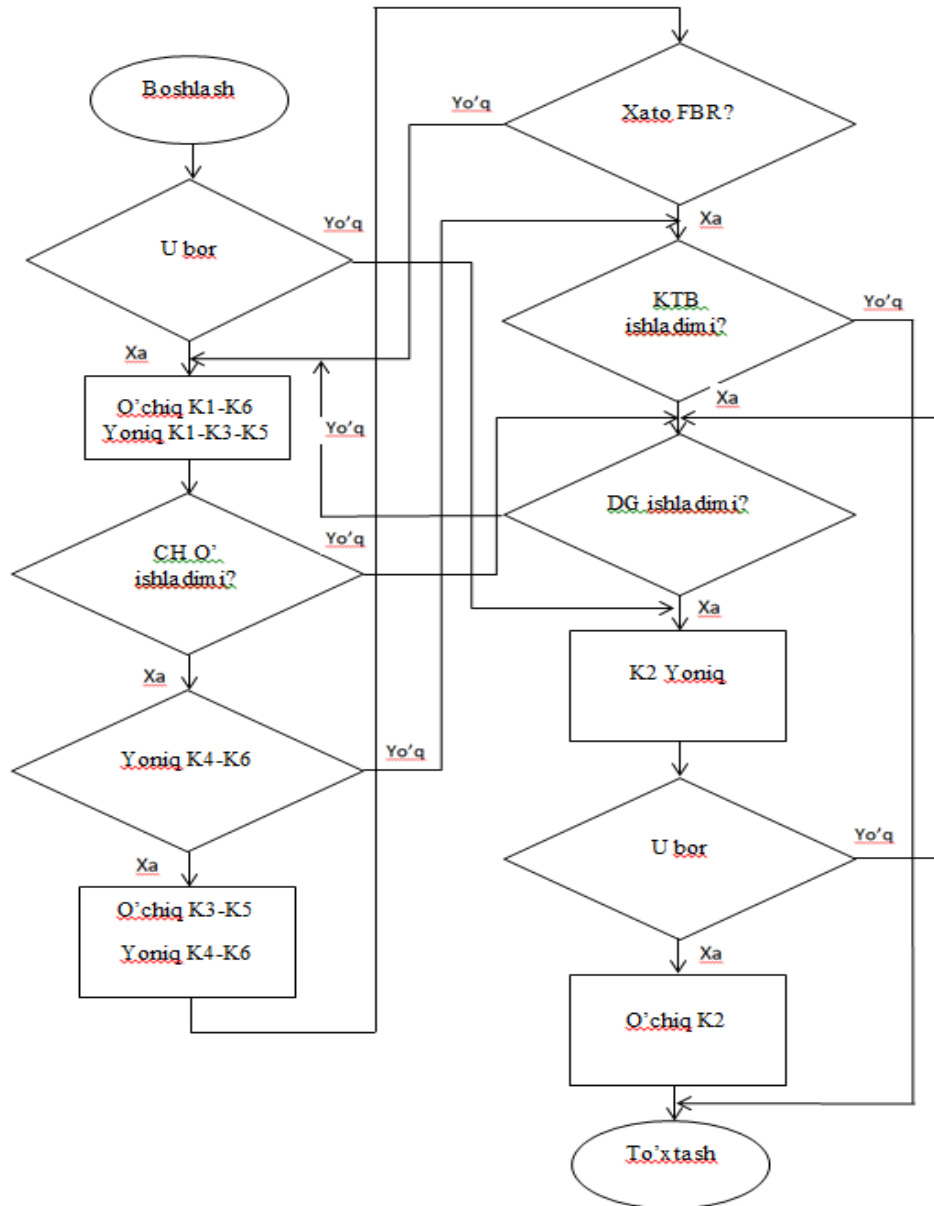 Boshlash
U bor
Yo'q
Xa
O'chiq K1-K6
Yoniq K1-K3-K5
CH O'
ishladimi?
Yo'q
Xa
Yoniq K4-K6
Yo'q
Xa
O'chiq K3-K5
Yoniq K4-K6
Xato FBR?
Yo'q
Xa
KTB
ishladimi?
Yo'q
Xa
DG ishladimi?
Yo'q
Xa
K2 Yoniq
U bor
Yo'q
Xa
O'chiq K2
To'xtash